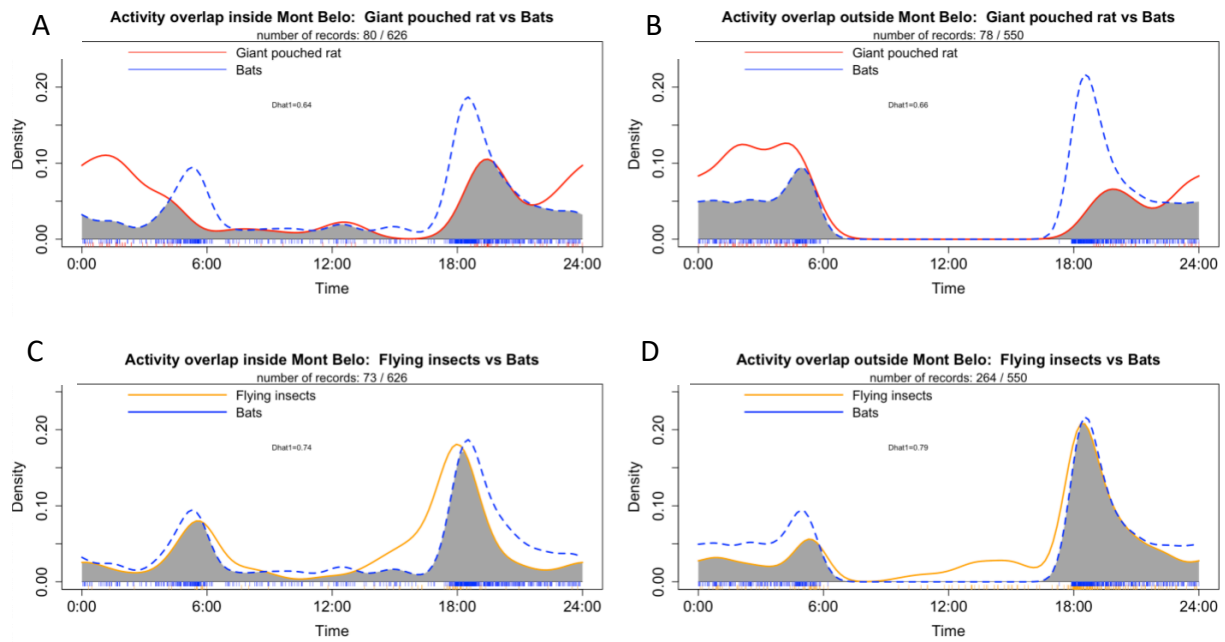 A
Activity overlap inside Mont Belo: Giant pouched rat vs Bats
number of records: 80 / 626
Giant pouched rat
Bats
Dhat1=0.64
Density
0.00 0.10 0.20
0:00 6:00 12:00 18:00 24:00
Time
B
Activity overlap outside Mont Belo: Giant pouched rat vs Bats
number of records: 78 / 550
Giant pouched rat
Bats
Dhat1=0.66
Density
0.00 0.10 0.20
0:00 6:00 12:00 18:00 24:00
Time
C
Activity overlap inside Mont Belo: Flying insects vs Bats
number of records: 73 / 626
Flying insects
Bats
Dhat1=0.74
Density
0.00 0.10 0.20
0:00 6:00 12:00 18:00 24:00
Time
D
Activity overlap outside Mont Belo: Flying insects vs Bats
number of records: 264 / 550
Flying insects
Bats
Dhat1=0.79
Density
0.00 0.10 0.20
0:00 6:00 12:00 18:00 24:00
Time